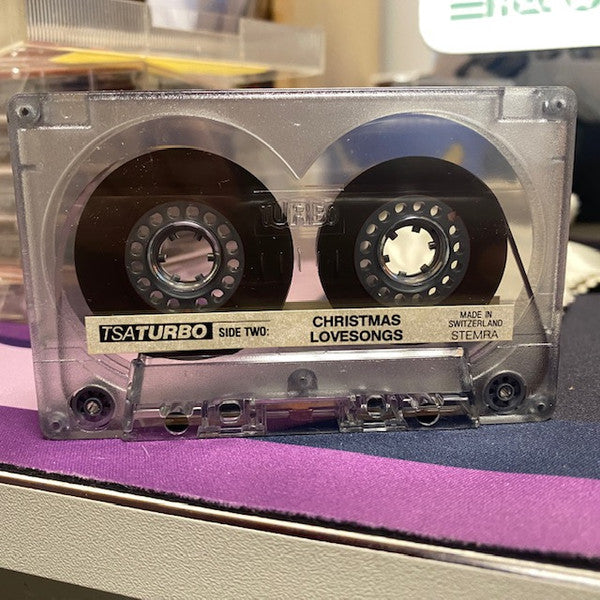 TURBO
TSATURBO SIDE TWO: CHRISTMAS LOVESONGS MADE IN SWITZERLAND STEMRA